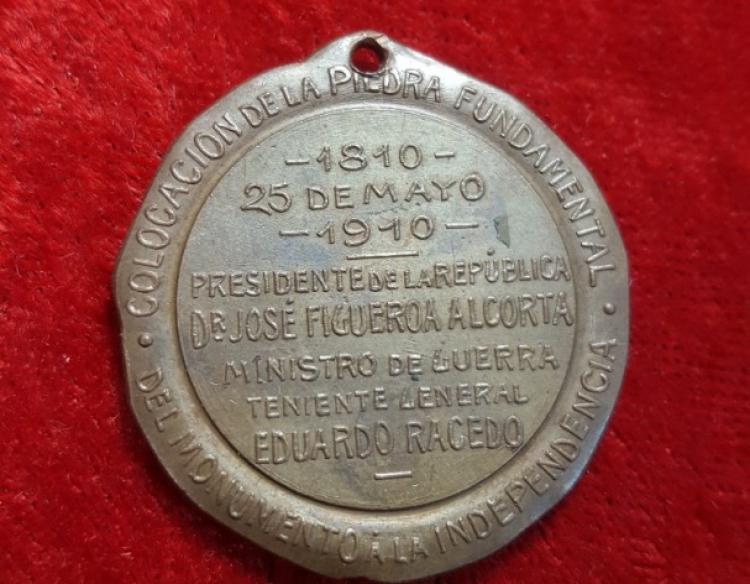 COLOCACION DE LA PIEDRA FUNDAMENTAL
• DEL MONUMENTO Á LA INDEPENDENCIA •
- 1810 -
25 DE MAYO
- 1910 -
PRESIDENTE DE LA REPÚBLICA
DR JOSÉ FIGUEROA ALCORTA
MINISTRO DE GUERRA
TENIENTE GENERAL
EDUARDO RACEDO